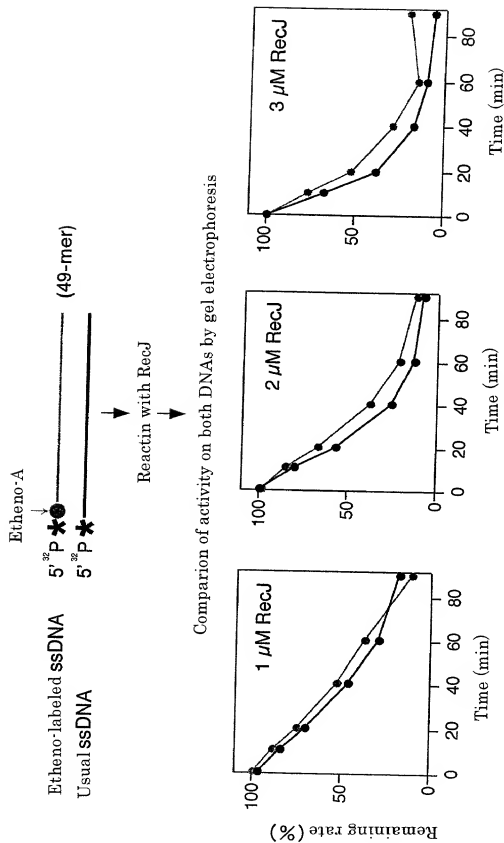 Etheno-A
Etheno-labeled ssDNA 5' ³²P* (49-mer)
Usual ssDNA 5' ³²P*
Reactin with RecJ
Comparion of activity on both DNAs by gel electrophoresis
Remaining rate (%)
100
50
0
1 μM RecJ
0 20 40 60 80
Time (min)
100
50
0
2 μM RecJ
0 20 40 60 80
Time (min)
100
50
0
3 μM RecJ
0 20 40 60 80
Time (min)